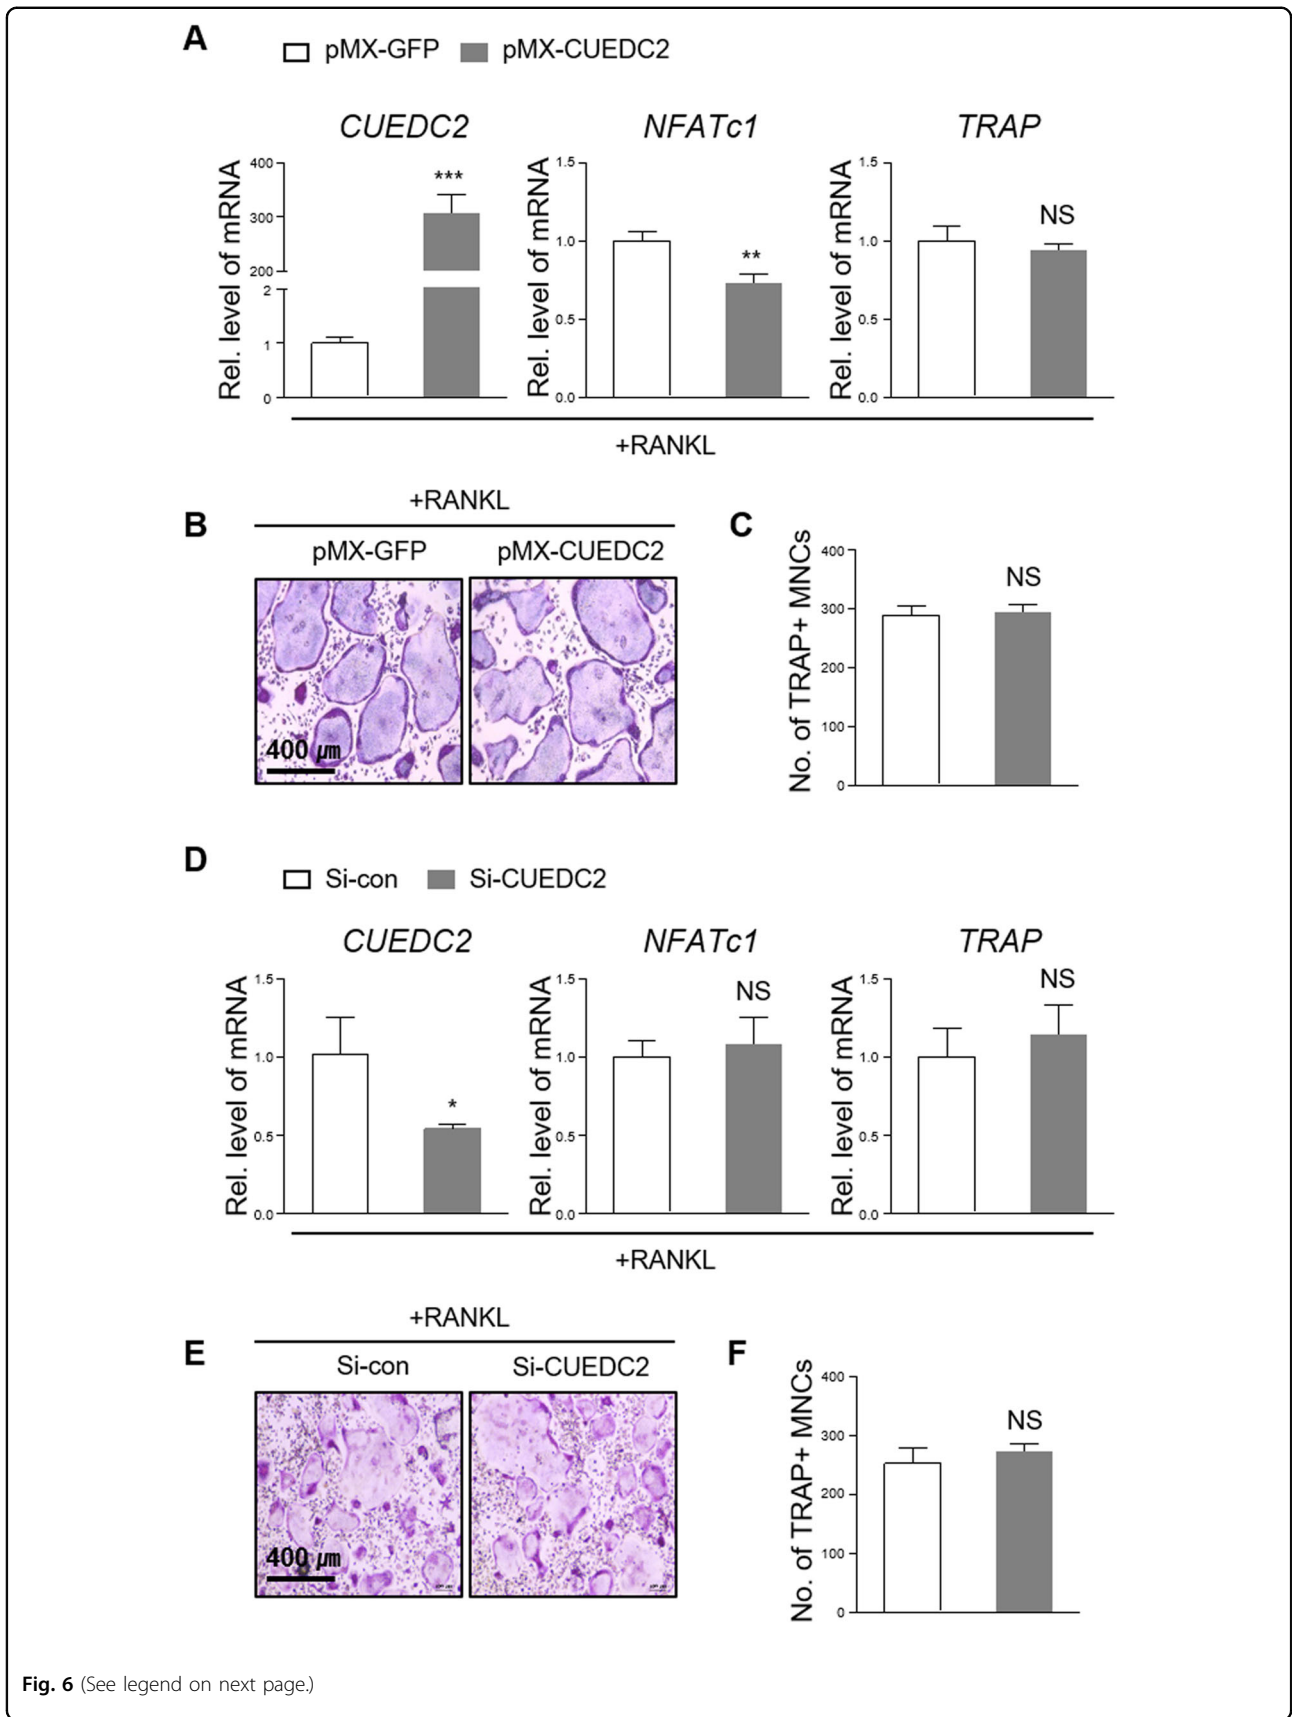 A
pMX-GFP pMX-CUEDC2
CUEDC2 NFATc1 TRAP
Rel. level of mRNA
400
300
200
2
1
0
***
Rel. level of mRNA
1.5
1.0
0.5
0.0
**
Rel. level of mRNA
1.5
1.0
0.5
0.0
NS
+RANKL
B
+RANKL
pMX-GFP pMX-CUEDC2
400 µm
C
No. of TRAP+ MNCs
400
300
200
100
0
NS
D
Si-con Si-CUEDC2
CUEDC2 NFATc1 TRAP
Rel. level of mRNA
1.5
1.0
0.5
0.0
*
Rel. level of mRNA
1.5
1.0
0.5
0.0
NS
Rel. level of mRNA
1.5
1.0
0.5
0.0
NS
+RANKL
E
+RANKL
Si-con Si-CUEDC2
400 µm
F
No. of TRAP+ MNCs
400
300
200
100
0
NS
Fig. 6 (See legend on next page.)